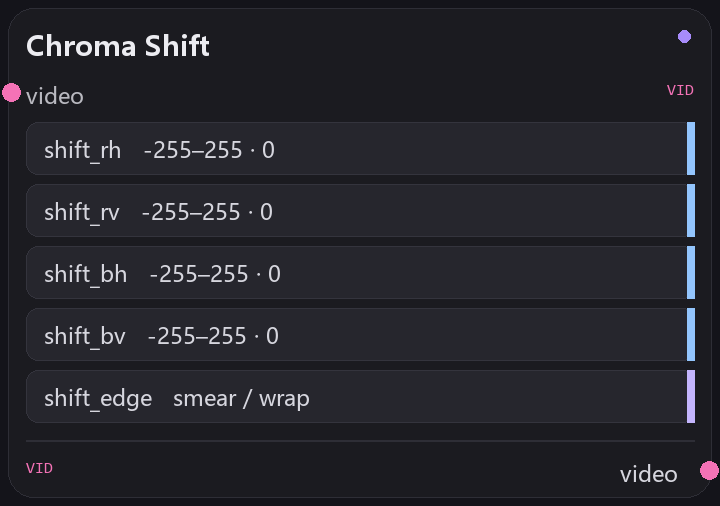 Chroma Shift
video VID
shift_rh -255–255 · 0
shift_rv -255–255 · 0
shift_bh -255–255 · 0
shift_bv -255–255 · 0
shift_edge smear / wrap
VID video